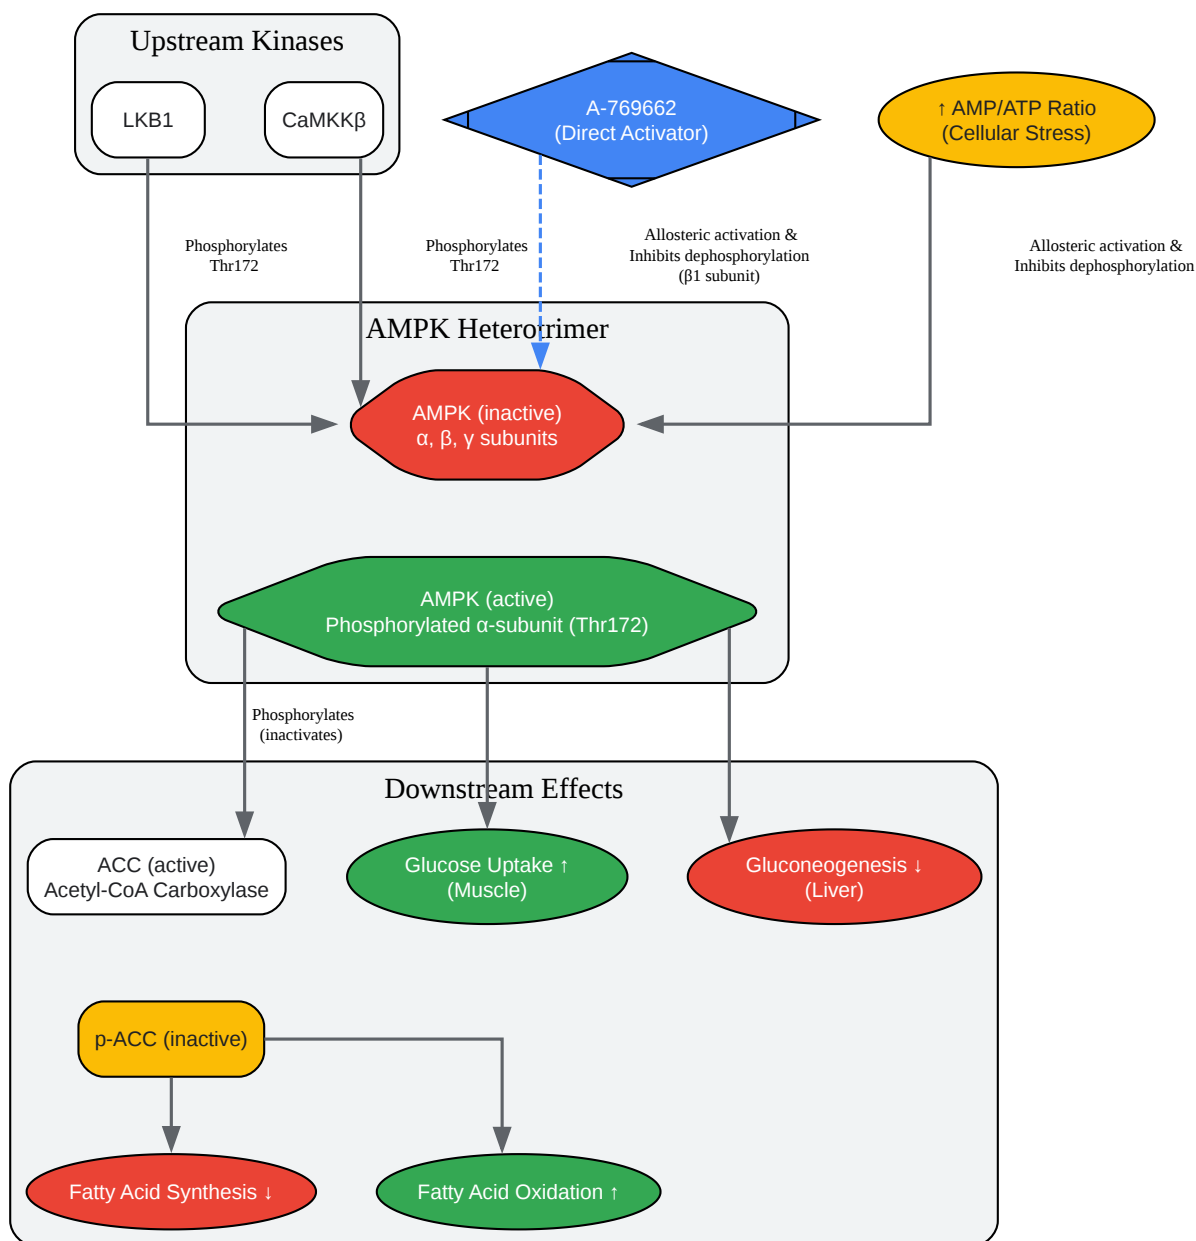 Upstream Kinases
LKB1
CaMKKβ
A-769662
(Direct Activator)
↑ AMP/ATP Ratio
(Cellular Stress)
Phosphorylates
Thr172
Phosphorylates
Thr172
Allosteric activation &
Inhibits dephosphorylation
(β1 subunit)
Allosteric activation &
Inhibits dephosphorylation
AMPK Heterotrimer
AMPK (inactive)
α, β, γ subunits
AMPK (active)
Phosphorylated α-subunit (Thr172)
Phosphorylates
(inactivates)
Downstream Effects
ACC (active)
Acetyl-CoA Carboxylase
Glucose Uptake ↑
(Muscle)
Gluconeogenesis ↓
(Liver)
p-ACC (inactive)
Fatty Acid Synthesis ↓
Fatty Acid Oxidation ↑